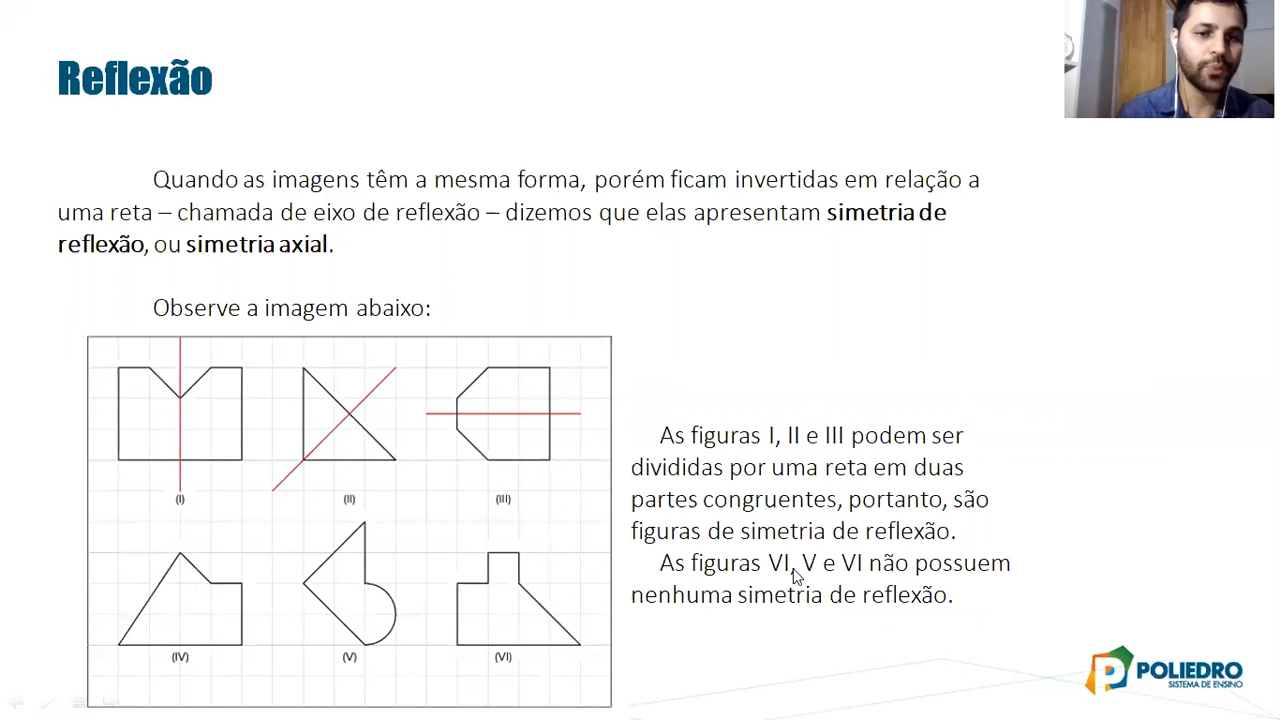 Reflexão
Quando as imagens têm a mesma forma, porém ficam invertidas em relação a
uma reta – chamada de eixo de reflexão – dizemos que elas apresentam simetria de
reflexão, ou simetria axial.
Observe a imagem abaixo:
(I) (II) (III)
(IV) (V) (VI)
As figuras I, II e III podem ser
divididas por uma reta em duas
partes congruentes, portanto, são
figuras de simetria de reflexão.
As figuras VI, V e VI não possuem
nenhuma simetria de reflexão.
POLIEDRO
SISTEMA DE ENSINO